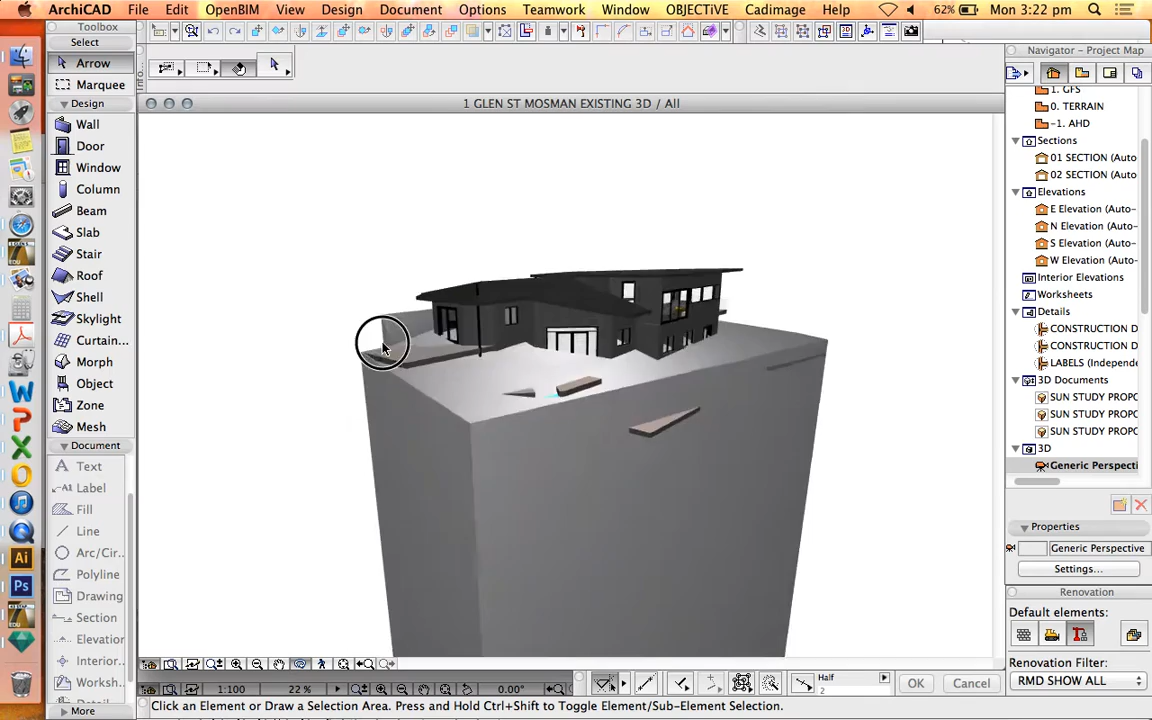 ArchiCAD File Edit OpenBIM View Design Document Options Teamwork Window OBJECTiVE Cadimage Help 62% Mon 3:22 pm
Toolbox
Select
Arrow
Marquee
Design
Wall
Door
Window
Column
Beam
Slab
Stair
Roof
Shell
Skylight
Curtain...
Morph
Object
Zone
Mesh
Document
Text
Label
Fill
Line
Arc/Cir...
Polyline
Drawing
Section
Elevation
Interior...
Worksh...
Detail
More
1 GLEN ST MOSMAN EXISTING 3D / All
Navigator - Project Map
1. GFS
0. TERRAIN
-1. AHD
Sections
01 SECTION (Auto
02 SECTION (Auto
Elevations
E Elevation (Auto-
N Elevation (Auto-
S Elevation (Auto-
W Elevation (Auto-
Interior Elevations
Worksheets
Details
CONSTRUCTION D
CONSTRUCTION D
LABELS (Independe
3D Documents
SUN STUDY PROPO
SUN STUDY PROPO
SUN STUDY PROPO
3D
Generic Perspecti
Properties
Generic Perspective
Settings...
Renovation
Default elements:
Renovation Filter:
RMD SHOW ALL
1:100 22 % 0.00°
Half
2
OK Cancel
Click an Element or Draw a Selection Area. Press and Hold Ctrl+Shift to Toggle Element/Sub-Element Selection.